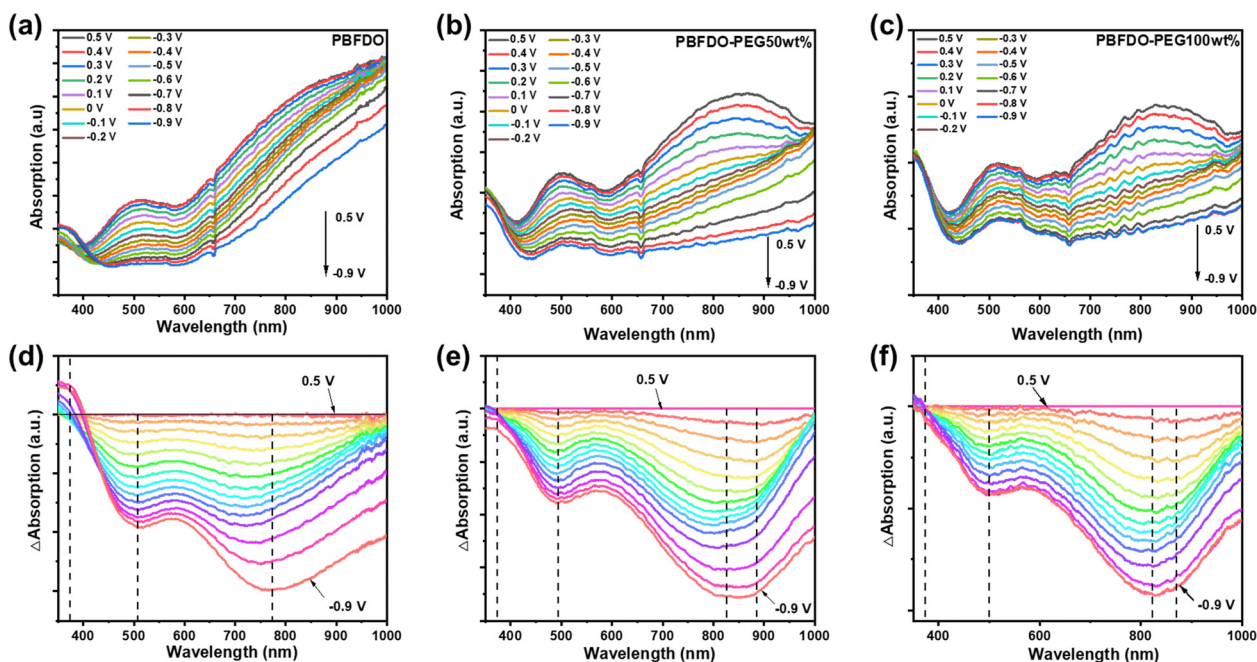 (a)
PBFDO
0.5 V -0.3 V
0.4 V -0.4 V
0.3 V -0.5 V
0.2 V -0.6 V
0.1 V -0.7 V
0 V -0.8 V
-0.1 V -0.9 V
-0.2 V
0.5 V
-0.9 V
Absorption (a.u)
400 500 600 700 800 900 1000
Wavelength (nm)
(b)
PBFDO-PEG50wt%
0.5 V -0.3 V
0.4 V -0.4 V
0.3 V -0.5 V
0.2 V -0.6 V
0.1 V -0.7 V
0 V -0.8 V
-0.1 V -0.9 V
-0.2 V
0.5 V
-0.9 V
Absorption (a.u.)
400 500 600 700 800 900 1000
Wavelength (nm)
(c)
PBFDO-PEG100wt%
0.5 V -0.3 V
0.4 V -0.4 V
0.3 V -0.5 V
0.2 V -0.6 V
0.1 V -0.7 V
0 V -0.8 V
-0.1 V -0.9 V
-0.2 V
0.5 V
-0.9 V
Absorption (a.u.)
400 500 600 700 800 900 1000
Wavelength (nm)
(d)
0.5 V
-0.9 V
△Absorption (a.u.)
400 500 600 700 800 900 1000
Wavelength (nm)
(e)
0.5 V
-0.9 V
△Absorption (a.u.)
400 500 600 700 800 900 1000
Wavelength (nm)
(f)
0.5 V
-0.9 V
△Absorption (a.u.)
400 600 800 1000
Wavelength (nm)